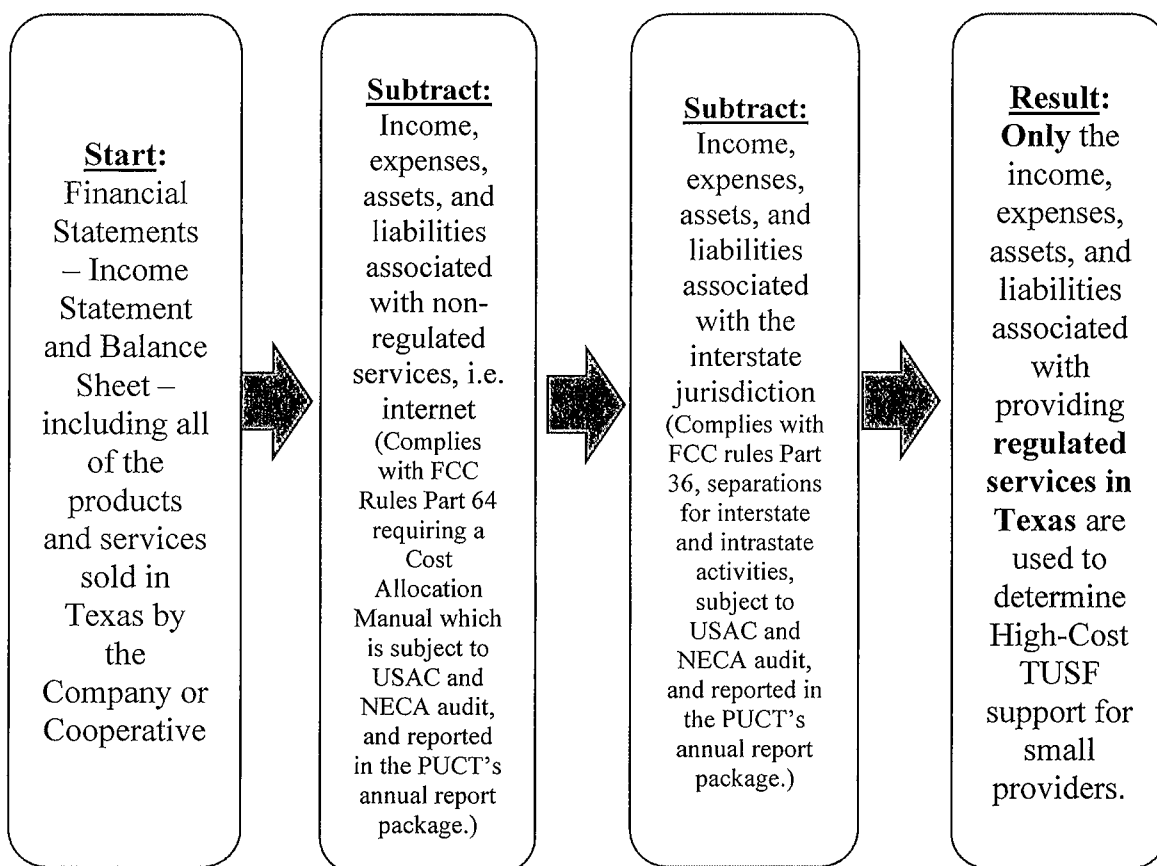 Start:
Financial
Statements
– Income
Statement
and Balance
Sheet –
including all
of the
products
and services
sold in
Texas by
the
Company or
Cooperative
Subtract:
Income,
expenses,
assets, and
liabilities
associated
with non-
regulated
services, i.e.
internet
(Complies
with FCC
Rules Part 64
requiring a
Cost
Allocation
Manual which
is subject to
USAC and
NECA audit,
and reported
in the PUCT’s
annual report
package.)
Subtract:
Income,
expenses,
assets, and
liabilities
associated
with the
interstate
jurisdiction
(Complies with
FCC rules Part
36, separations
for interstate
and intrastate
activities,
subject to
USAC and
NECA audit,
and reported in
the PUCT’s
annual report
package.)
Result:
Only the
income,
expenses,
assets, and
liabilities
associated
with
providing
regulated
services in
Texas are
used to
determine
High-Cost
TUSF
support for
small
providers.